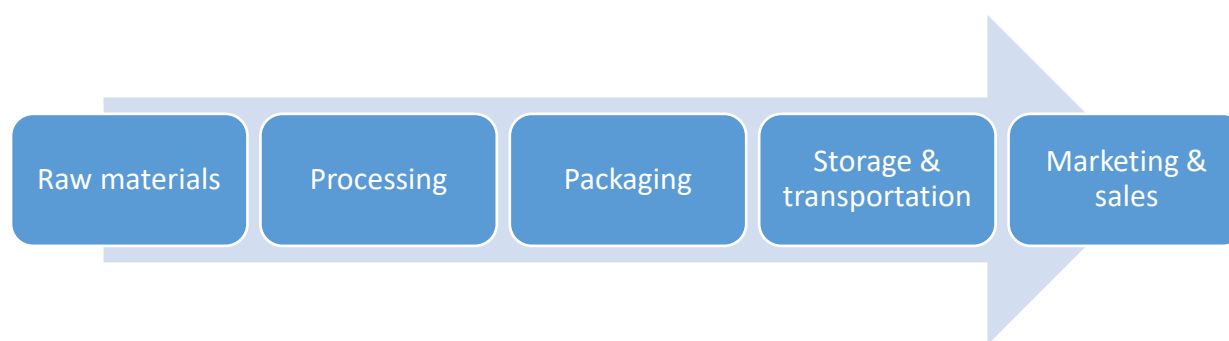 Raw materials
Processing
Packaging
Storage &
transportation
Marketing &
sales